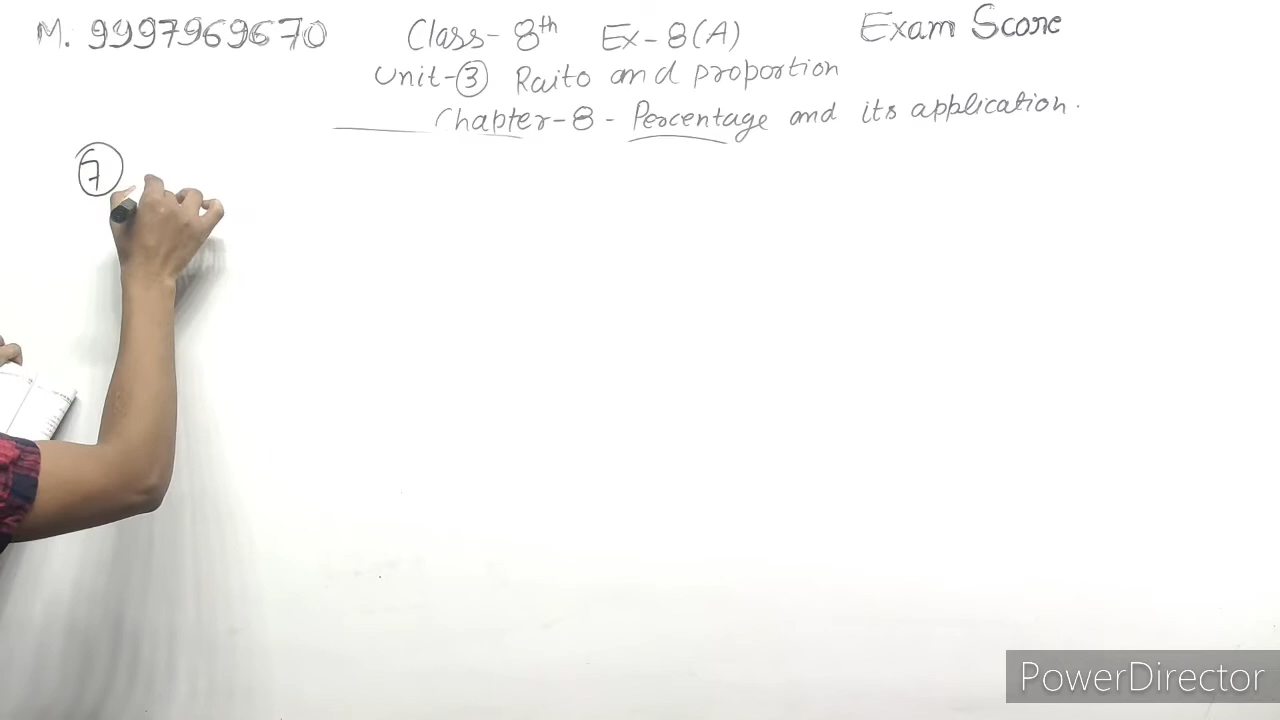 M. 9997969670 Class- 8th Ex-8(A) Exam Score
Unit-③ Raito and proportion
Chapter-8 - Percentage and its application.
⑦
PowerDirector